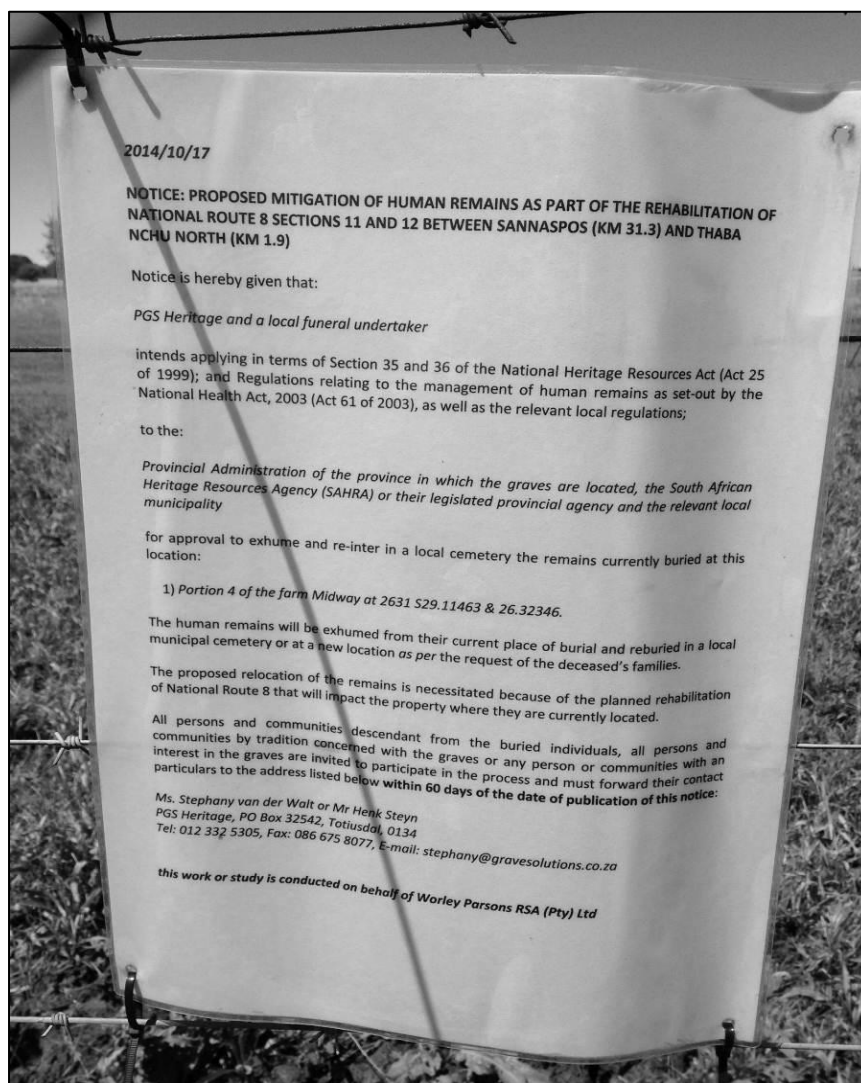 2014/10/17
NOTICE: PROPOSED MITIGATION OF HUMAN REMAINS AS PART OF THE REHABILITATION OF
NATIONAL ROUTE 8 SECTIONS 11 AND 12 BETWEEN SANNASPOS (KM 31.3) AND THABA
NCHU NORTH (KM 1.9)
Notice is hereby given that:
PGS Heritage and a local funeral undertaker
intends applying in terms of Section 35 and 36 of the National Heritage Resources Act (Act 25
of 1999); and Regulations relating to the management of human remains as set-out by the
National Health Act, 2003 (Act 61 of 2003), as well as the relevant local regulations;
to the:
Provincial Administration of the province in which the graves are located, the South African
Heritage Resources Agency (SAHRA) or their legislated provincial agency and the relevant local
municipality
for approval to exhume and re-inter in a local cemetery the remains currently buried at this
location:
1) Portion 4 of the farm Midway at 2631 S29.11463 & 26.32346.
The human remains will be exhumed from their current place of burial and reburied in a local
municipal cemetery or at a new location as per the request of the deceased's families.
The proposed relocation of the remains is necessitated because of the planned rehabilitation
of National Route 8 that will impact the property where they are currently located.
All persons and communities descendant from the buried individuals, all persons and
communities by tradition concerned with the graves or any person or communities with an
interest in the graves are invited to participate in the process and must forward their contact
particulars to the address listed below within 60 days of the date of publication of this notice:
Ms. Stephany van der Walt or Mr Henk Steyn
PGS Heritage, PO Box 32542, Totiusdal, 0134
Tel: 012 332 5305, Fax: 086 675 8077, E-mail: stephany@gravesolutions.co.za
this work or study is conducted on behalf of Worley Parsons RSA (Pty) Ltd